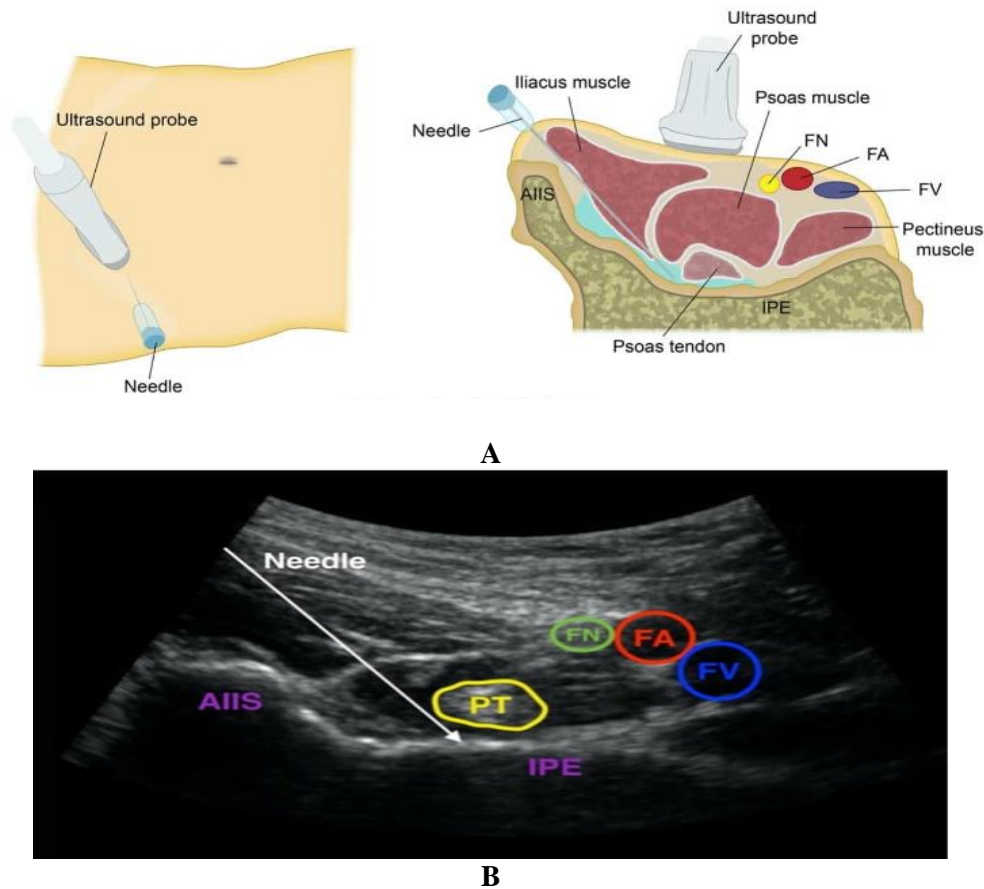 Ultrasound probe
Needle
Ultrasound
probe
Iliacus muscle
Psoas muscle
Needle
FN
FA
FV
AIIS
Pectineus
muscle
IPE
Psoas tendon
A
Needle
FN
FA
FV
AIIS
PT
IPE
B